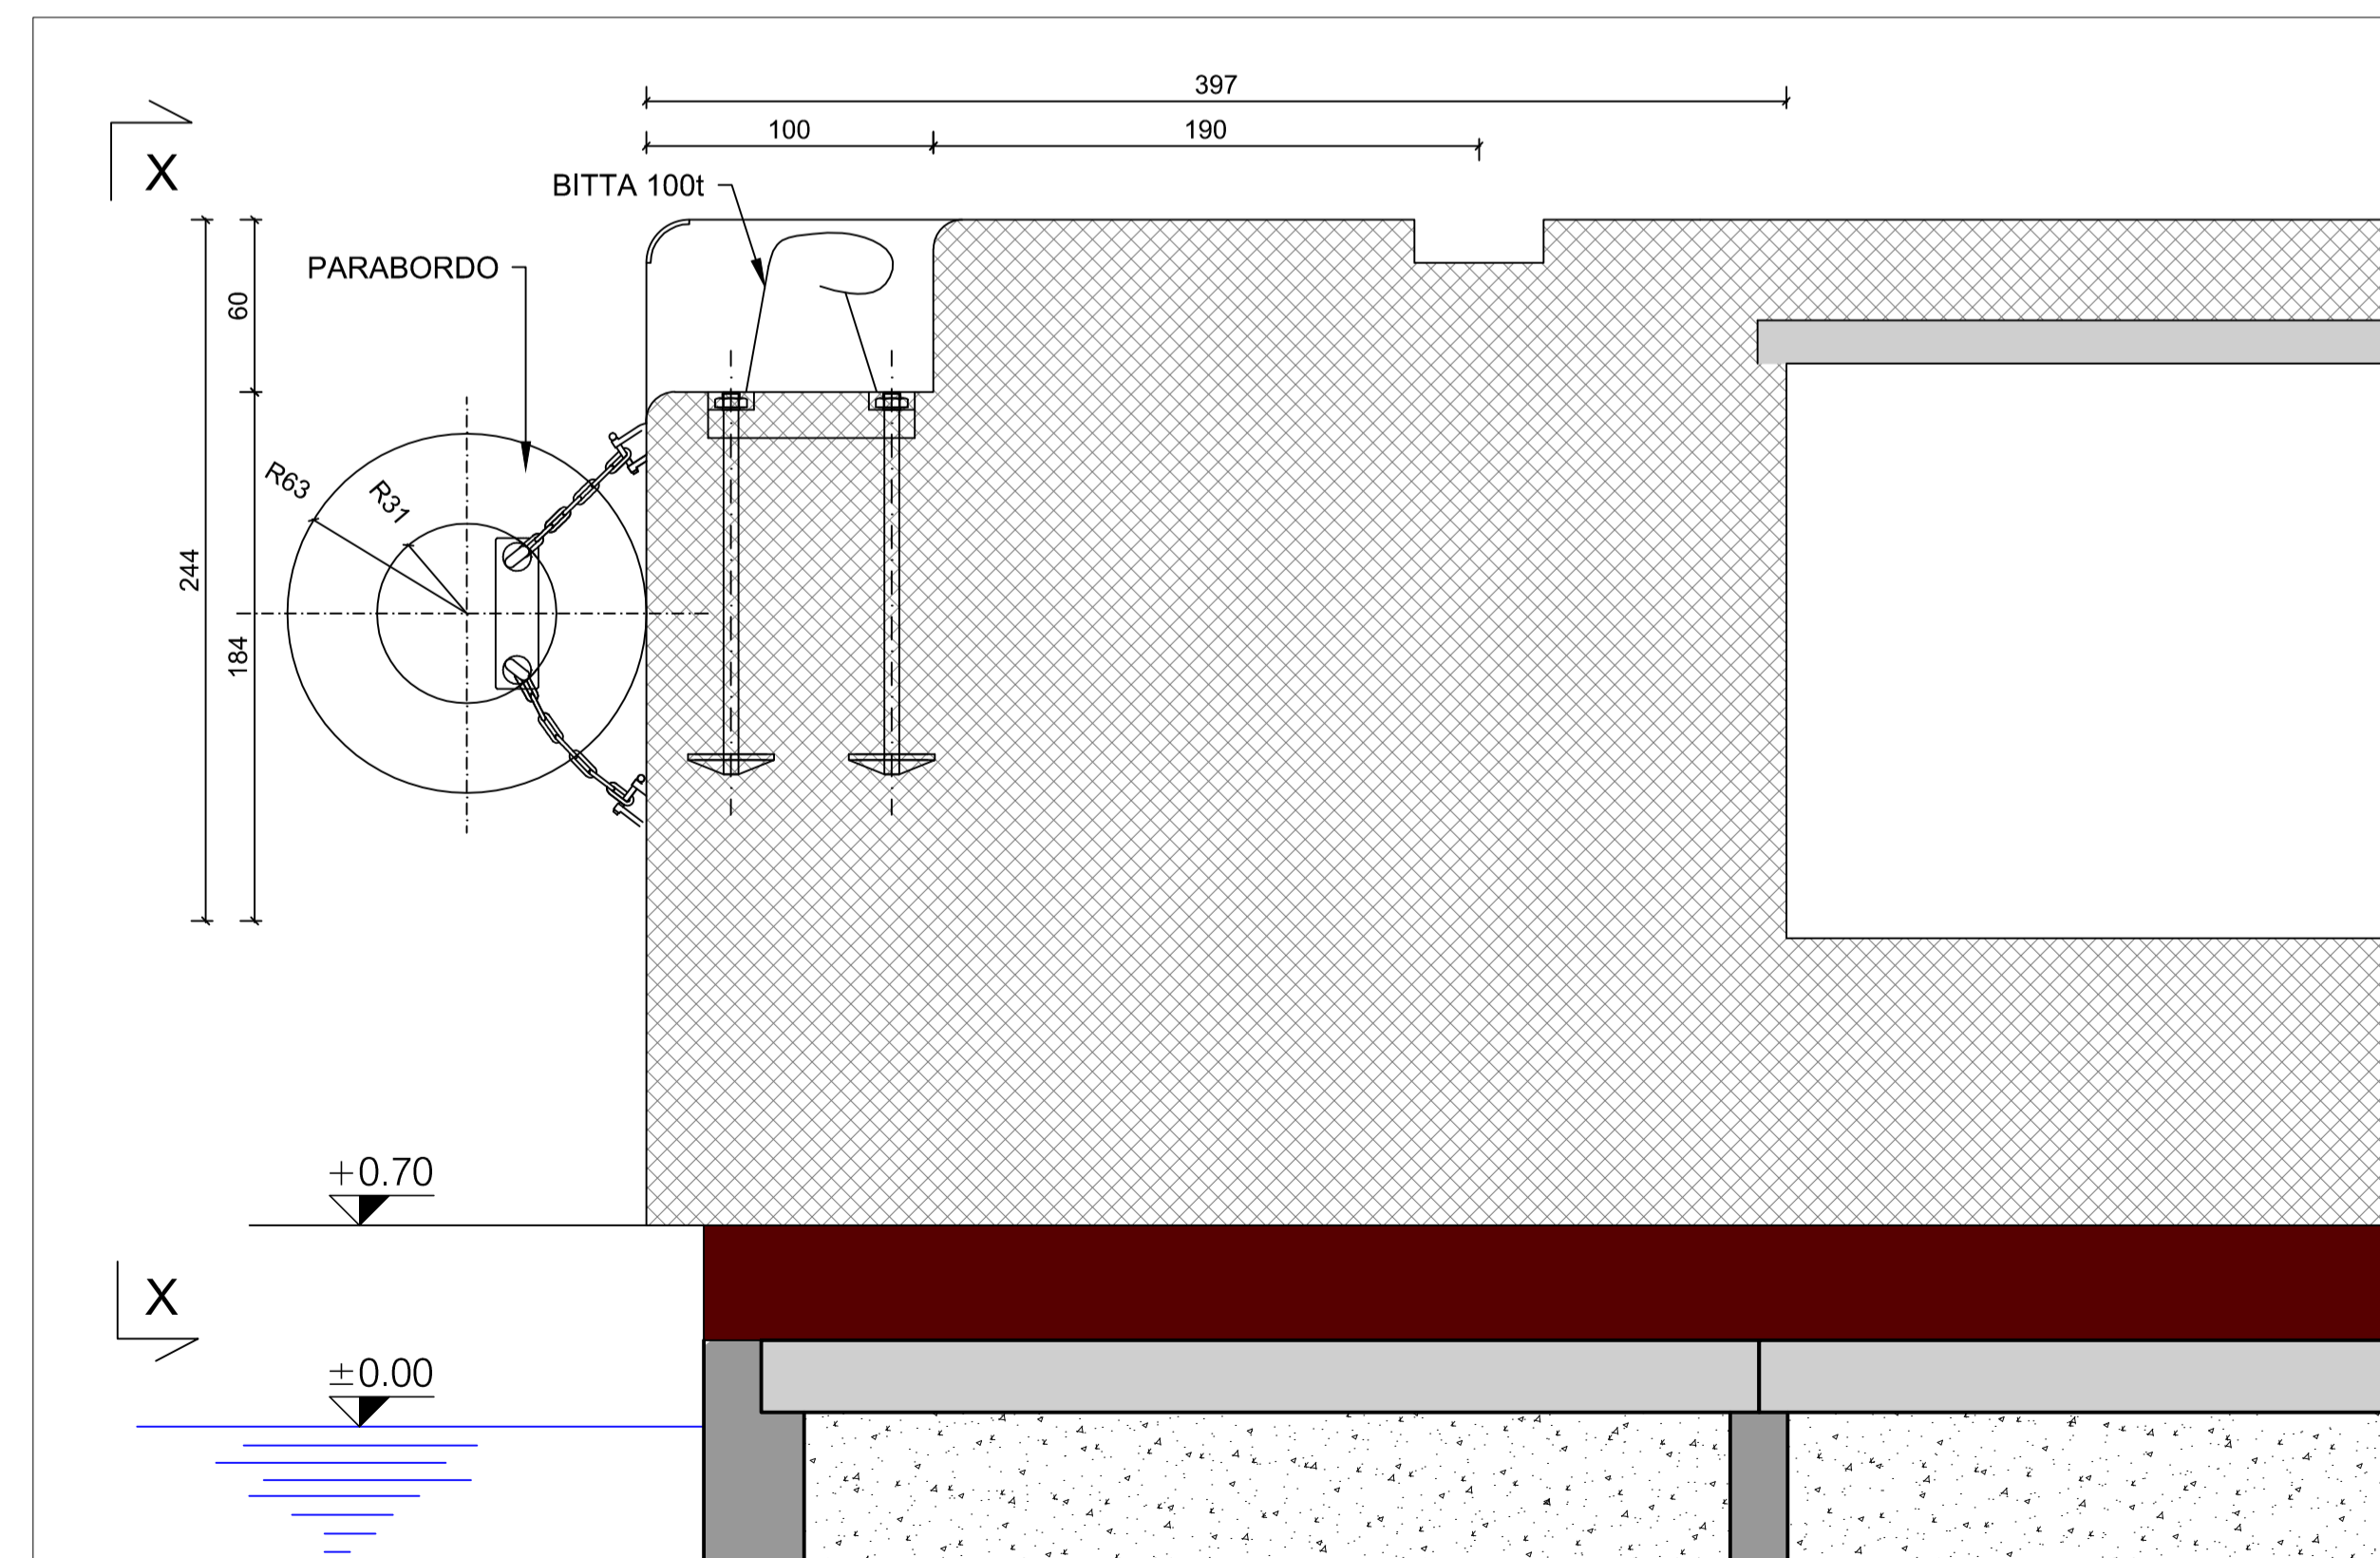 397
100
190
X
BITTA 100t
PARABORDO
60
R63
R31
244
184
+0.70
X
±0.00